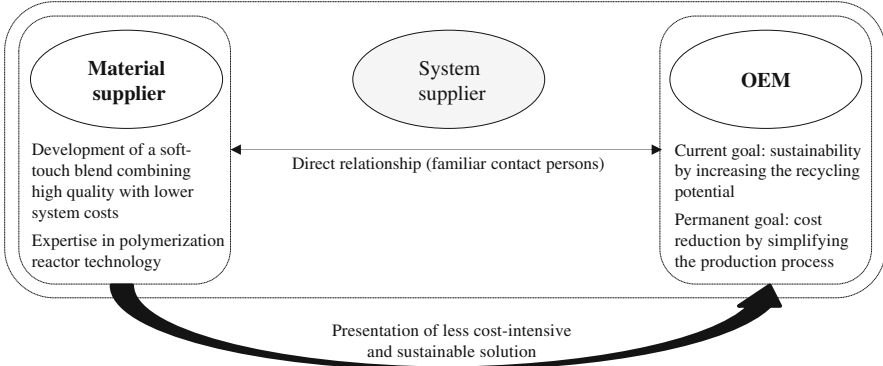 Material
supplier
Development of a soft-
touch blend combining
high quality with lower
system costs
Expertise in polymerization
reactor technology
System
supplier
Direct relationship (familiar contact persons)
OEM
Current goal: sustainability
by increasing the recycling
potential
Permanent goal: cost
reduction by simplifying
the production process
Presentation of less cost-intensive
and sustainable solution